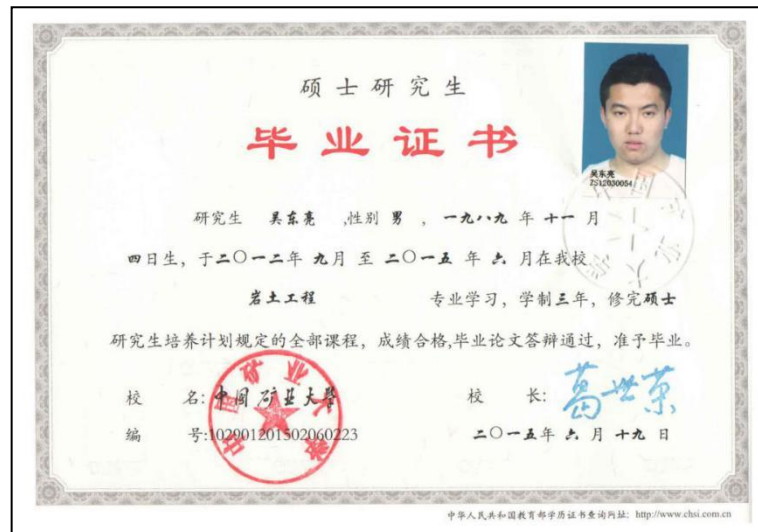 硕士研究生
毕业证书
吴东亮
ZS12030054
研究生 吴东亮 ,性别 男 , 一九八九 年 十一 月
四日生，于二〇一二年 九月 至 二〇一五 年 六 月在我校
岩土工程 专业学习，学制三年，修完硕士
研究生培养计划规定的全部课程，成绩合格,毕业论文答辩通过，准予毕业。
校 名: 中国矿业大学 校 长: 葛世荣
编 号:102901201502060223 二〇一五年 六 月 十九 日
中国矿业大学
中华人民共和国教育部学历证书查询网址: http://www.chsi.com.cn